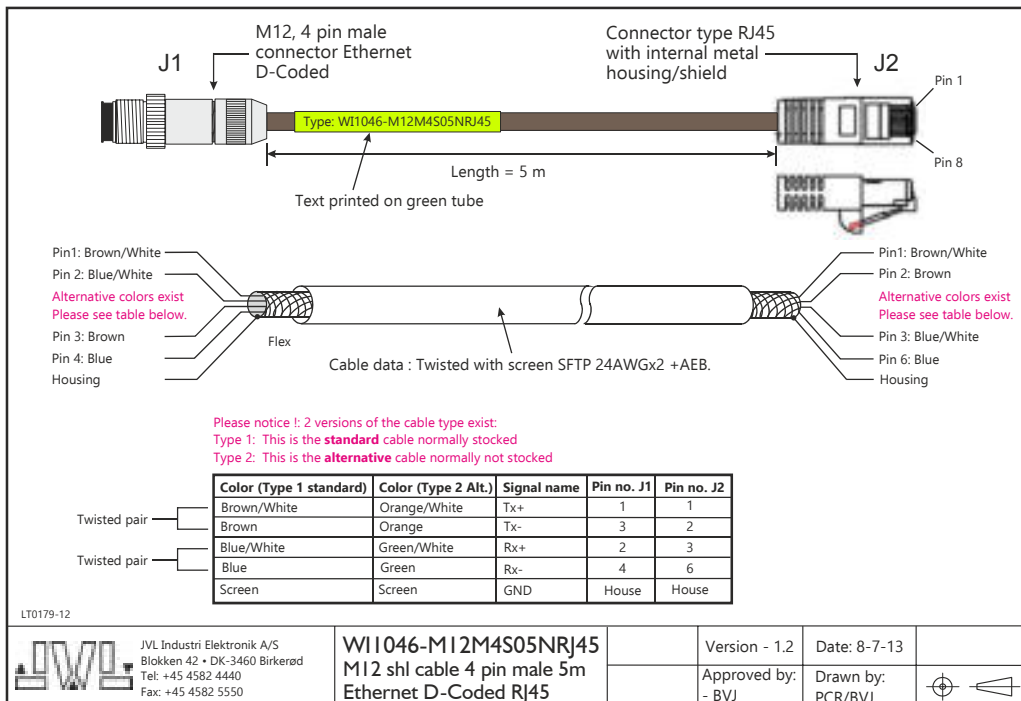 M12, 4 pin male
connector Ethernet
D-Coded
J1
Connector type RJ45
with internal metal
housing/shield
J2
Pin 1
Pin 8
Type: WI1046-M12M4S05NRJ45
Length = 5 m
Text printed on green tube
Pin1: Brown/White
Pin 2: Blue/White
Alternative colors exist
Please see table below.
Pin 3: Brown
Pin 4: Blue
Housing
Flex
Cable data : Twisted with screen SFTP 24AWGx2 +AEB.
Pin1: Brown/White
Pin 2: Brown
Alternative colors exist
Please see table below.
Pin 3: Blue/White
Pin 6: Blue
Housing
Please notice !: 2 versions of the cable type exist:
Type 1: This is the standard cable normally stocked
Type 2: This is the alternative cable normally not stocked
Color (Type 1 standard) Color (Type 2 Alt.) Signal name Pin no. J1 Pin no. J2
Twisted pair
Brown/White Orange/White Tx+ 1 1
Brown Orange Tx- 3 2
Twisted pair
Blue/White Green/White Rx+ 2 3
Blue Green Rx- 4 6
Screen Screen GND House House
LT0179-12
JVL
JVL Industri Elektronik A/S
Blokken 42 • DK-3460 Birkerød
Tel: +45 4582 4440
Fax: +45 4582 5550
WI1046-M12M4S05NRJ45
M12 shl cable 4 pin male 5m
Ethernet D-Coded RJ45
Version - 1.2
Date: 8-7-13
Approved by:
- BVJ
Drawn by:
PCR/BVJ